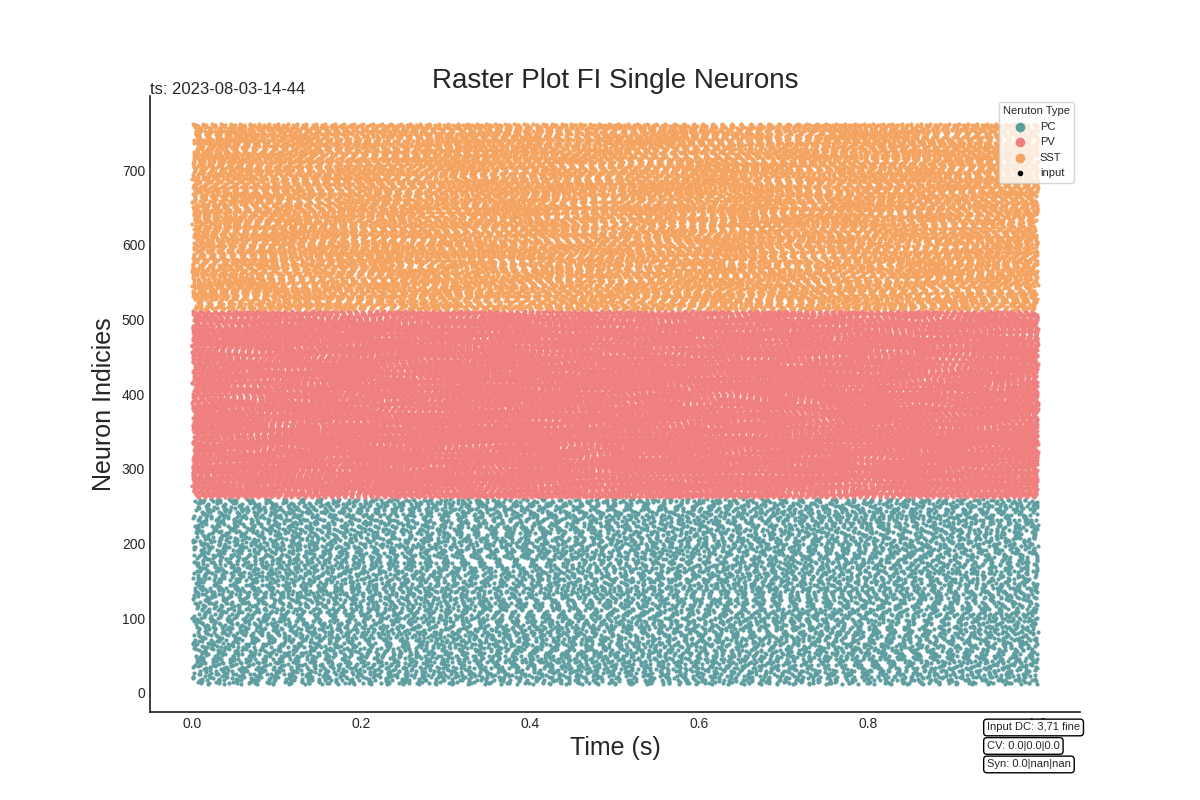 Raster Plot FI Single Neurons
ts: 2023-08-03-14-44
Neruton Type
PC
PV
SST
input
Neuron Indicies
700
600
500
400
300
200
100
0
0.0 0.2 0.4 0.6 0.8
Time (s)
Input DC: 3,71 fine
CV: 0.0|0.0|0.0
Syn: 0.0|nan|nan